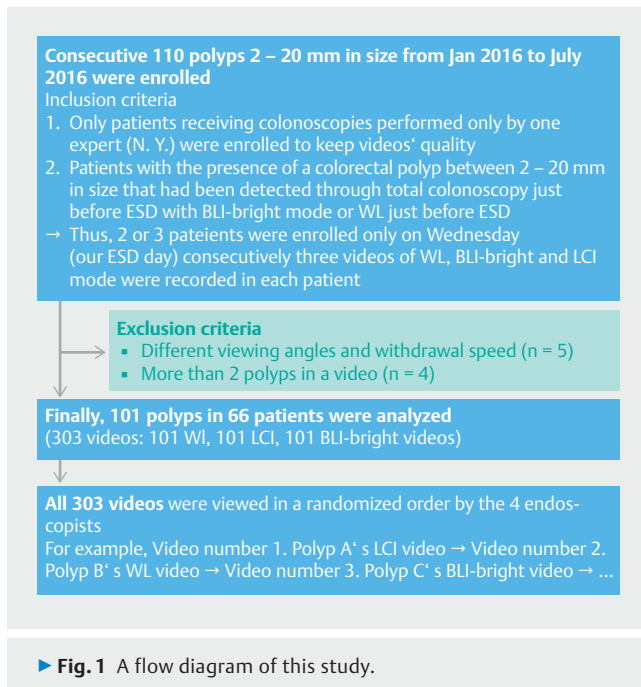 Consecutive 110 polyps 2 – 20 mm in size from Jan 2016 to July
2016 were enrolled
Inclusion criteria
1. Only patients receiving colonoscopies performed only by one
expert (N. Y.) were enrolled to keep videos‘ quality
2. Patients with the presence of a colorectal polyp between 2 – 20 mm
in size that had been detected through total colonoscopy just
before ESD with BLI-bright mode or WL just before ESD
→ Thus, 2 or 3 pateients were enrolled only on Wednesday
(our ESD day) consecutively three videos of WL, BLI-bright and LCI
mode were recorded in each patient
Exclusion criteria
▪ Different viewing angles and withdrawal speed (n = 5)
▪ More than 2 polyps in a video (n = 4)
Finally, 101 polyps in 66 patients were analyzed
(303 videos: 101 Wl, 101 LCI, 101 BLI-bright videos)
All 303 videos were viewed in a randomized order by the 4 endos-
copists
For example, Video number 1. Polyp A‘ s LCI video → Video number 2.
Polyp B‘ s WL video → Video number 3. Polyp C‘ s BLI-bright video → ...
▶ Fig. 1 A flow diagram of this study.